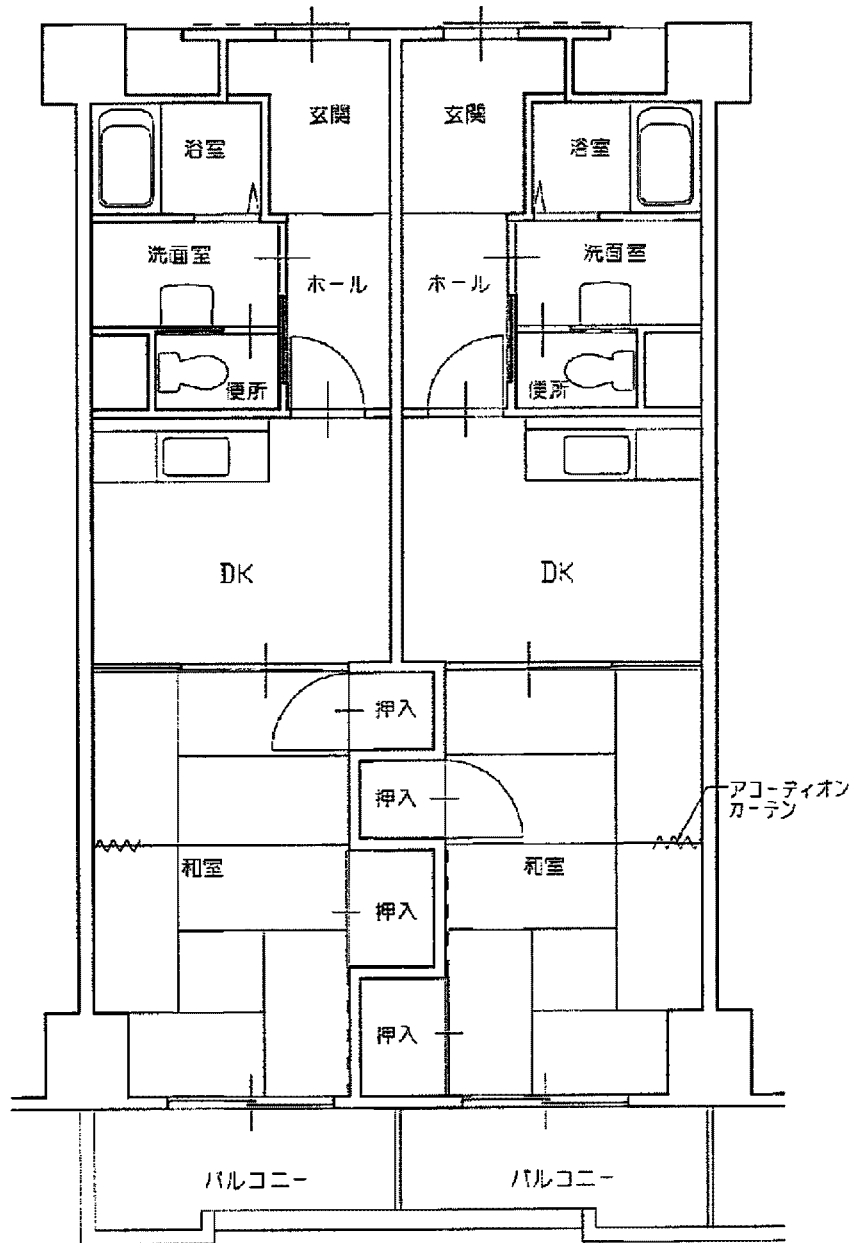 玄関
玄関
浴室
浴室
洗面室
洗面室
ホール
ホール
便所
便所
DK
DK
押入
押入
アコーディオン
カーテン
和室
和室
押入
押入
バルコニー
バルコニー